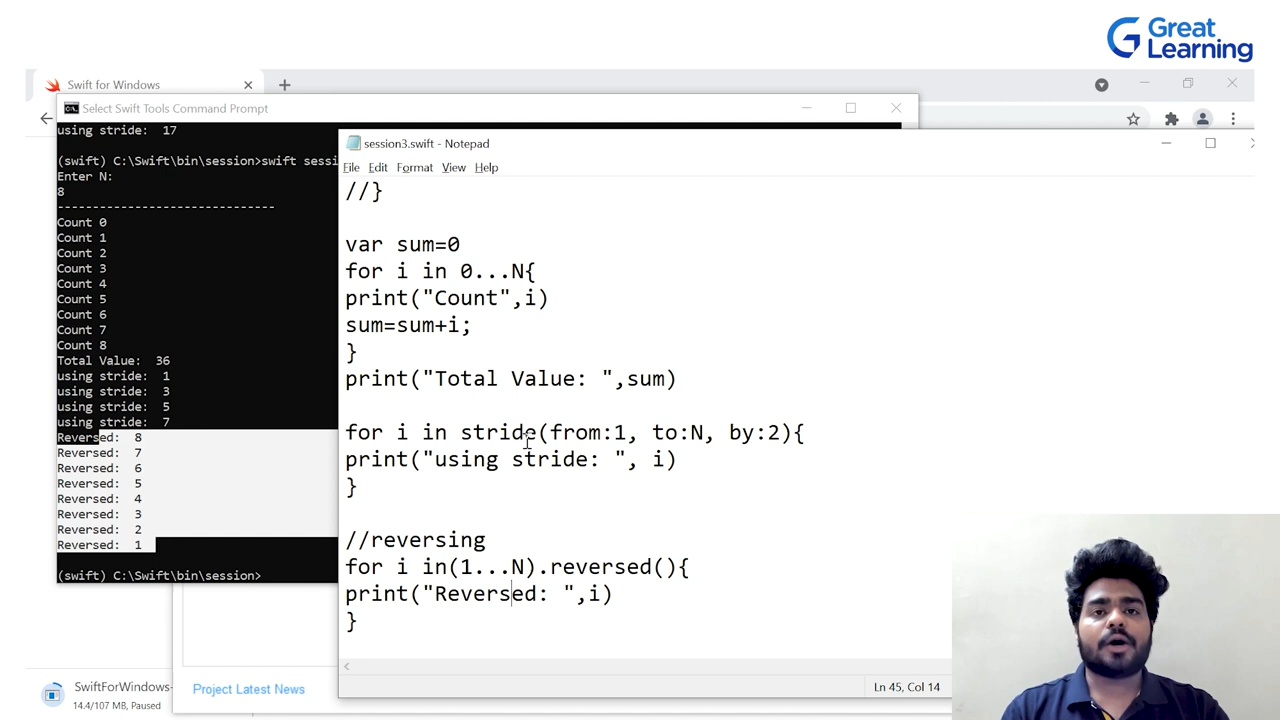 Great
Learning
Swift for Windows
Select Swift Tools Command Prompt
using stride:  17
(swift) C:\Swift\bin\session>swift sessi
Enter N:
8
-------------------------------
Count 0
Count 1
Count 2
Count 3
Count 4
Count 5
Count 6
Count 7
Count 8
Total Value:  36
using stride:  1
using stride:  3
using stride:  5
using stride:  7
Reversed:  8
Reversed:  7
Reversed:  6
Reversed:  5
Reversed:  4
Reversed:  3
Reversed:  2
Reversed:  1
(swift) C:\Swift\bin\session>
session3.swift - Notepad
File Edit Format View Help
//}
var sum=0
for i in 0...N{
print("Count",i)
sum=sum+i;
}
print("Total Value: ",sum)
for i in stride(from:1, to:N, by:2){
print("using stride: ", i)
}
//reversing
for i in(1...N).reversed(){
print("Reversed: ",i)
}
Ln 45, Col 14
Project Latest News
SwiftForWindows-
14.4/107 MB, Paused